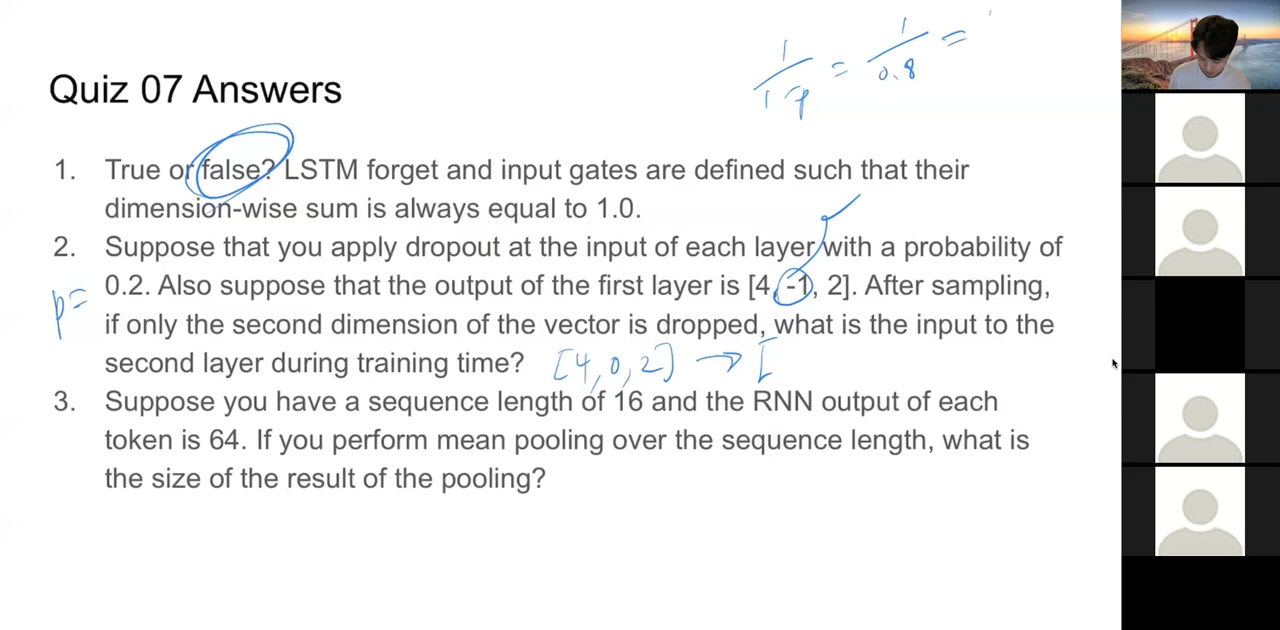 Quiz 07 Answers
1/1-p = 1/0.8 =
1. True or false? LSTM forget and input gates are defined such that their
dimension-wise sum is always equal to 1.0.
2. Suppose that you apply dropout at the input of each layer with a probability of
0.2. Also suppose that the output of the first layer is [4, -1, 2]. After sampling,
p=
if only the second dimension of the vector is dropped, what is the input to the
second layer during training time? [4, 0, 2] → [
3. Suppose you have a sequence length of 16 and the RNN output of each
token is 64. If you perform mean pooling over the sequence length, what is
the size of the result of the pooling?